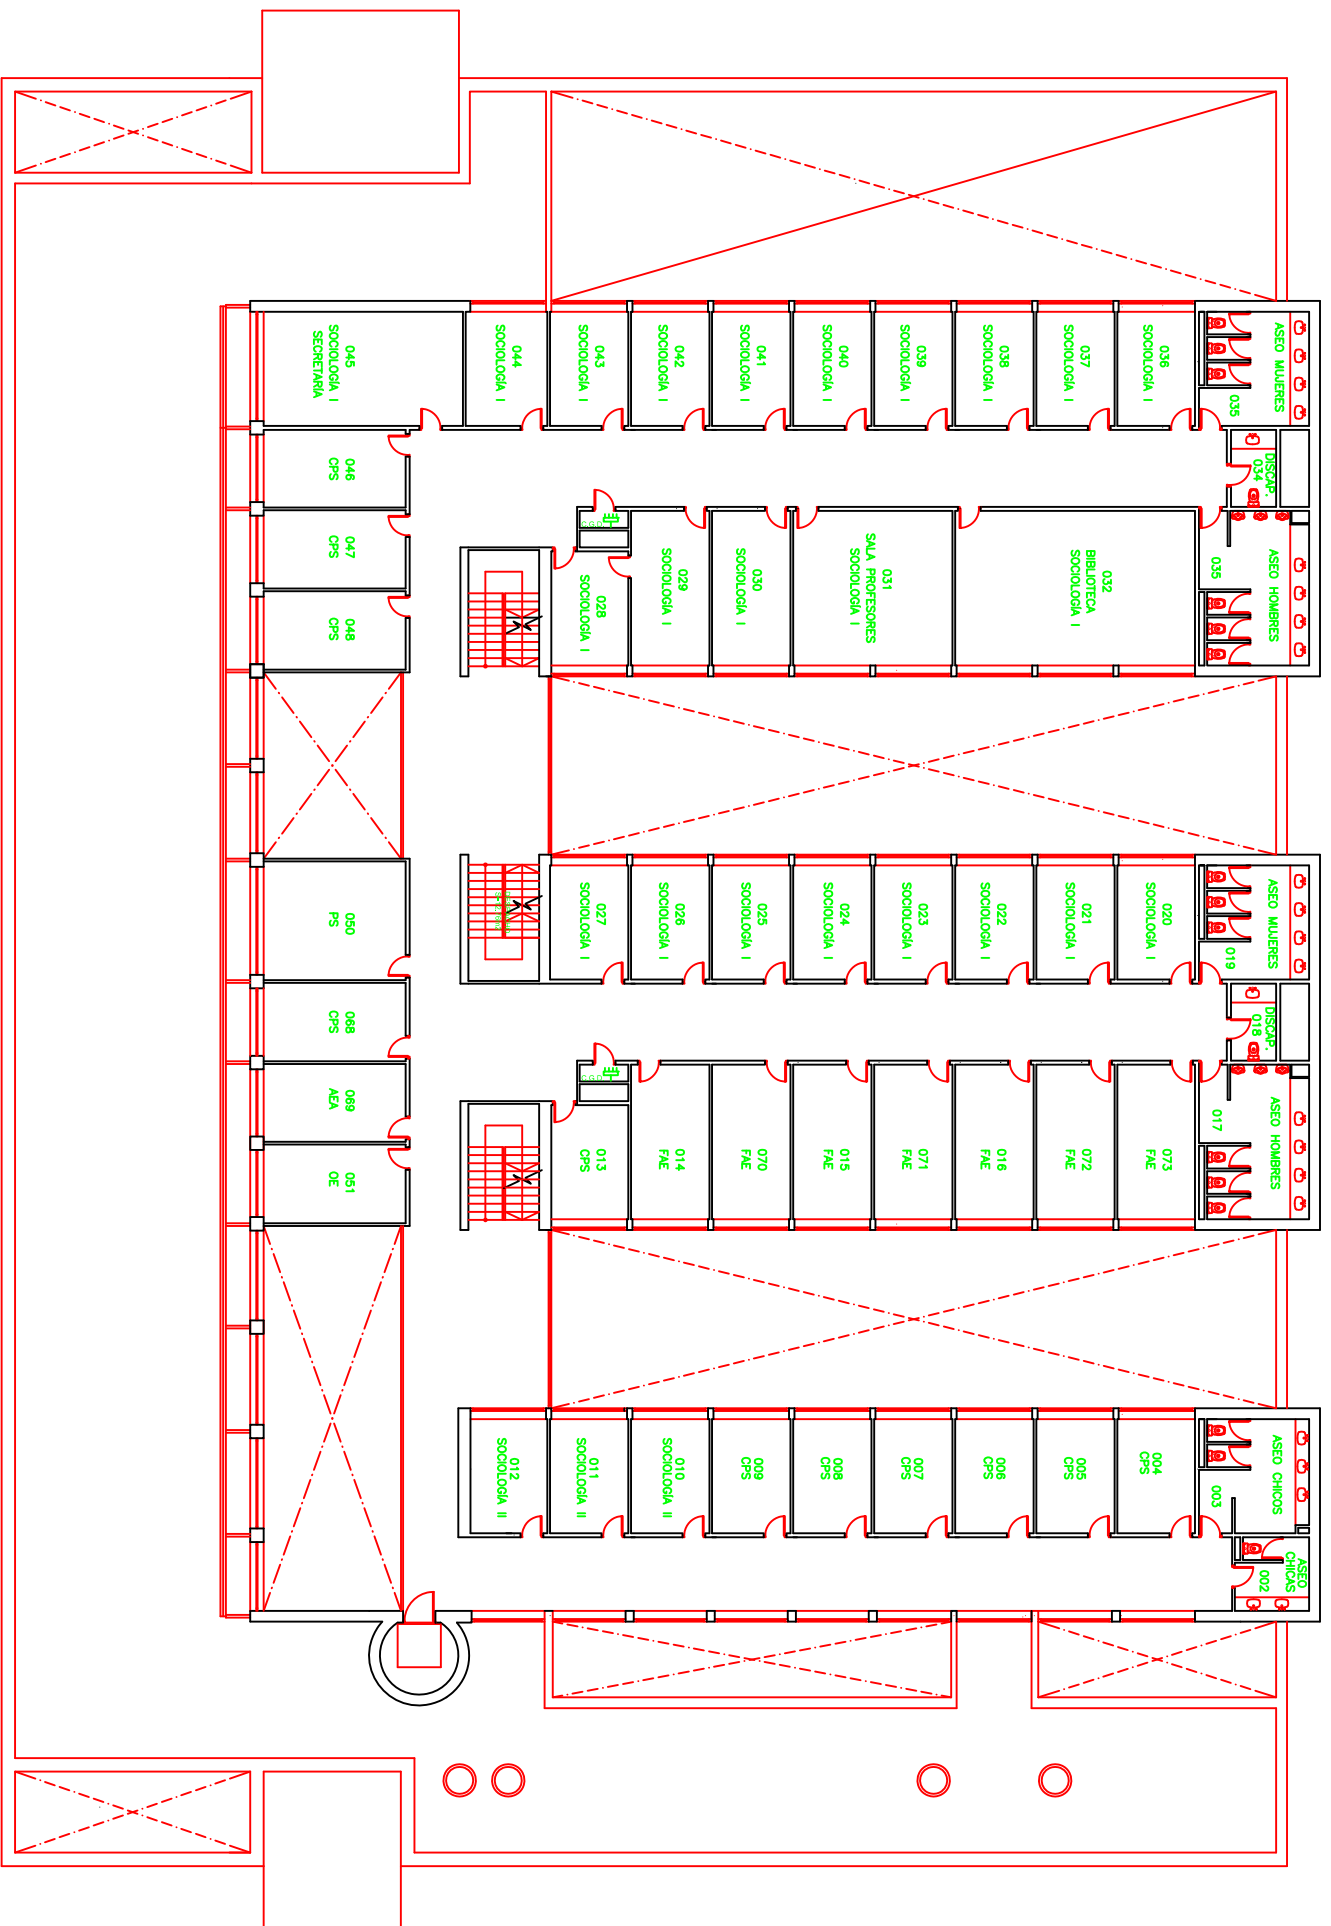 045
SOCIOLOGÍA I
SECRETARÍA
044
SOCIOLOGÍA I
043
SOCIOLOGÍA I
042
SOCIOLOGÍA I
041
SOCIOLOGÍA I
040
SOCIOLOGÍA I
039
SOCIOLOGÍA I
038
SOCIOLOGÍA I
037
SOCIOLOGÍA I
036
SOCIOLOGÍA I
ASEO MUJERES
035
046
CPS
DISCAP.
034
047
CPS
048
CPS
C G D
028
SOCIOLOGÍA I
029
SOCIOLOGÍA I
030
SOCIOLOGÍA I
031
SALA PROFESORES
SOCIOLOGÍA I
032
BIBLIOTECA
SOCIOLOGÍA I
035
ASEO HOMBRES
050
PS
027
SOCIOLOGÍA I
026
SOCIOLOGÍA I
025
SOCIOLOGÍA I
024
SOCIOLOGÍA I
023
SOCIOLOGÍA I
022
SOCIOLOGÍA I
021
SOCIOLOGÍA I
020
SOCIOLOGÍA I
ASEO MUJERES
019
068
CPS
DISCAP.
018
069
AEA
051
OE
C G D
013
CPS
014
FAE
070
FAE
015
FAE
071
FAE
016
FAE
072
FAE
073
FAE
017
ASEO HOMBRES
012
SOCIOLOGÍA II
011
SOCIOLOGÍA II
010
SOCIOLOGÍA II
009
CPS
008
CPS
007
CPS
006
CPS
005
CPS
004
CPS
003
ASEO CHICOS
ASEO
CHICAS
002